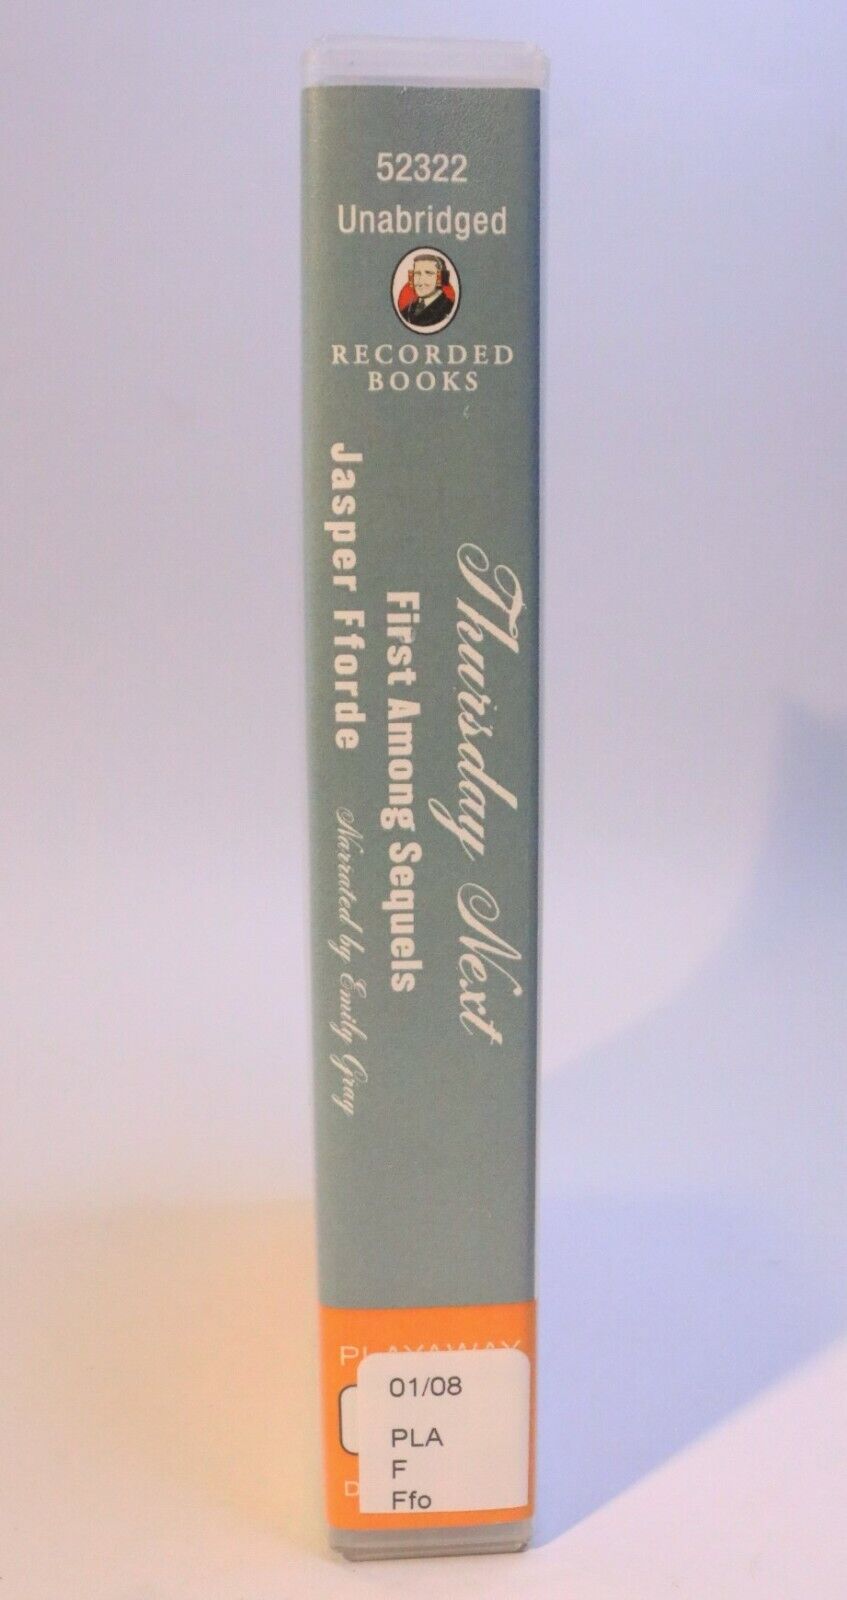 52322
Unabridged
RECORDED
BOOKS
Thursday Next
First Among Sequels
Jasper Fforde Narrated by Emily Gray
PLAYAWAY
01/08
PLA
F
Ffo